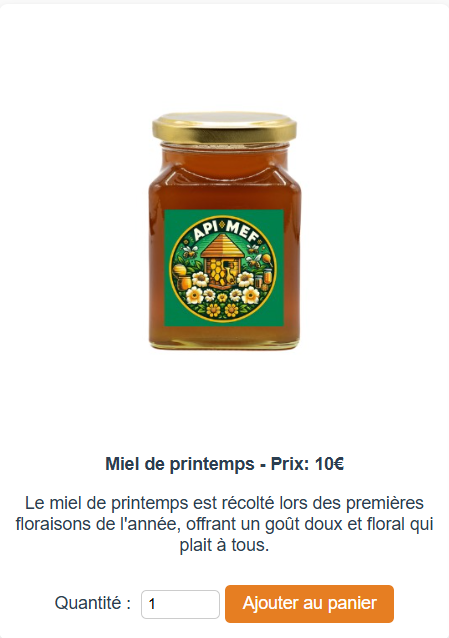 API MEF
Miel de printemps - Prix: 10€
Le miel de printemps est récolté lors des premières
floraisons de l'année, offrant un goût doux et floral qui
plait à tous.
Quantité : 1 Ajouter au panier